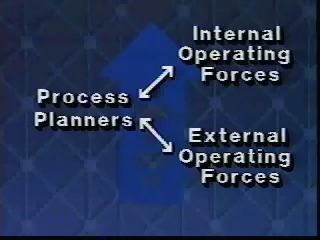 Internal
Operating
Forces
Process
Planners
External
Operating
Forces